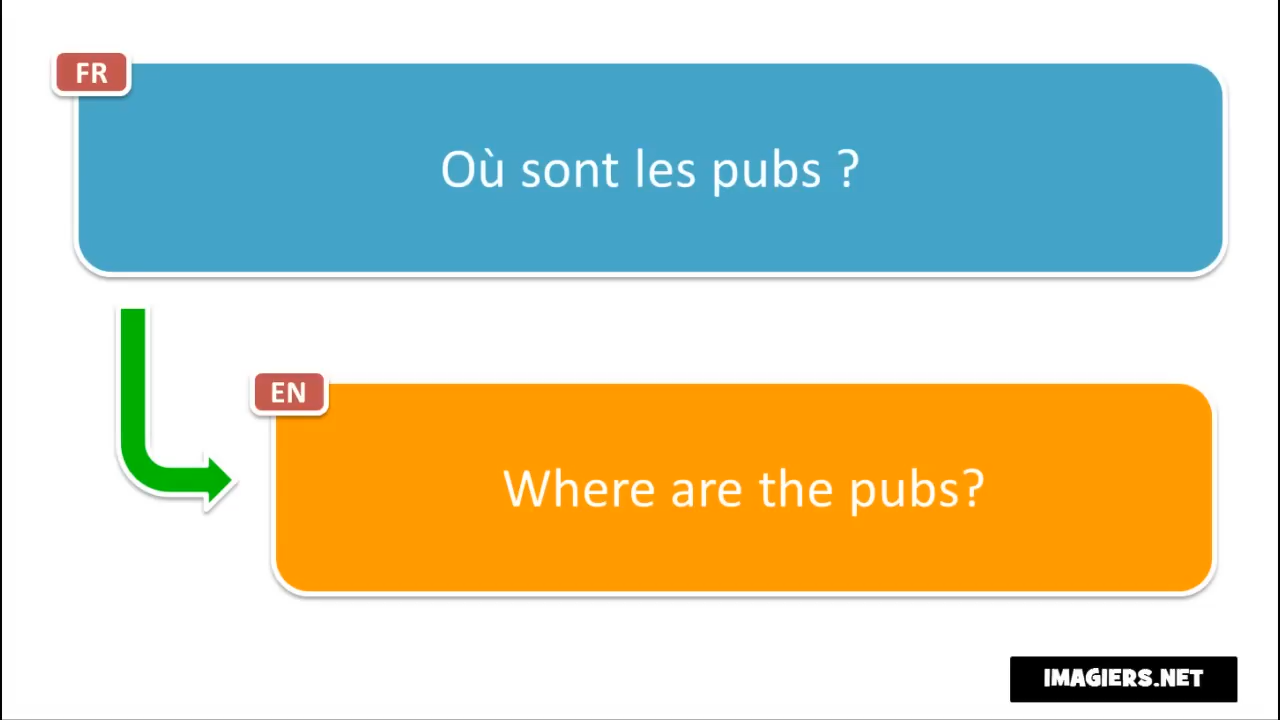 FR
Où sont les pubs ?
EN
Where are the pubs?
IMAGIERS.NET